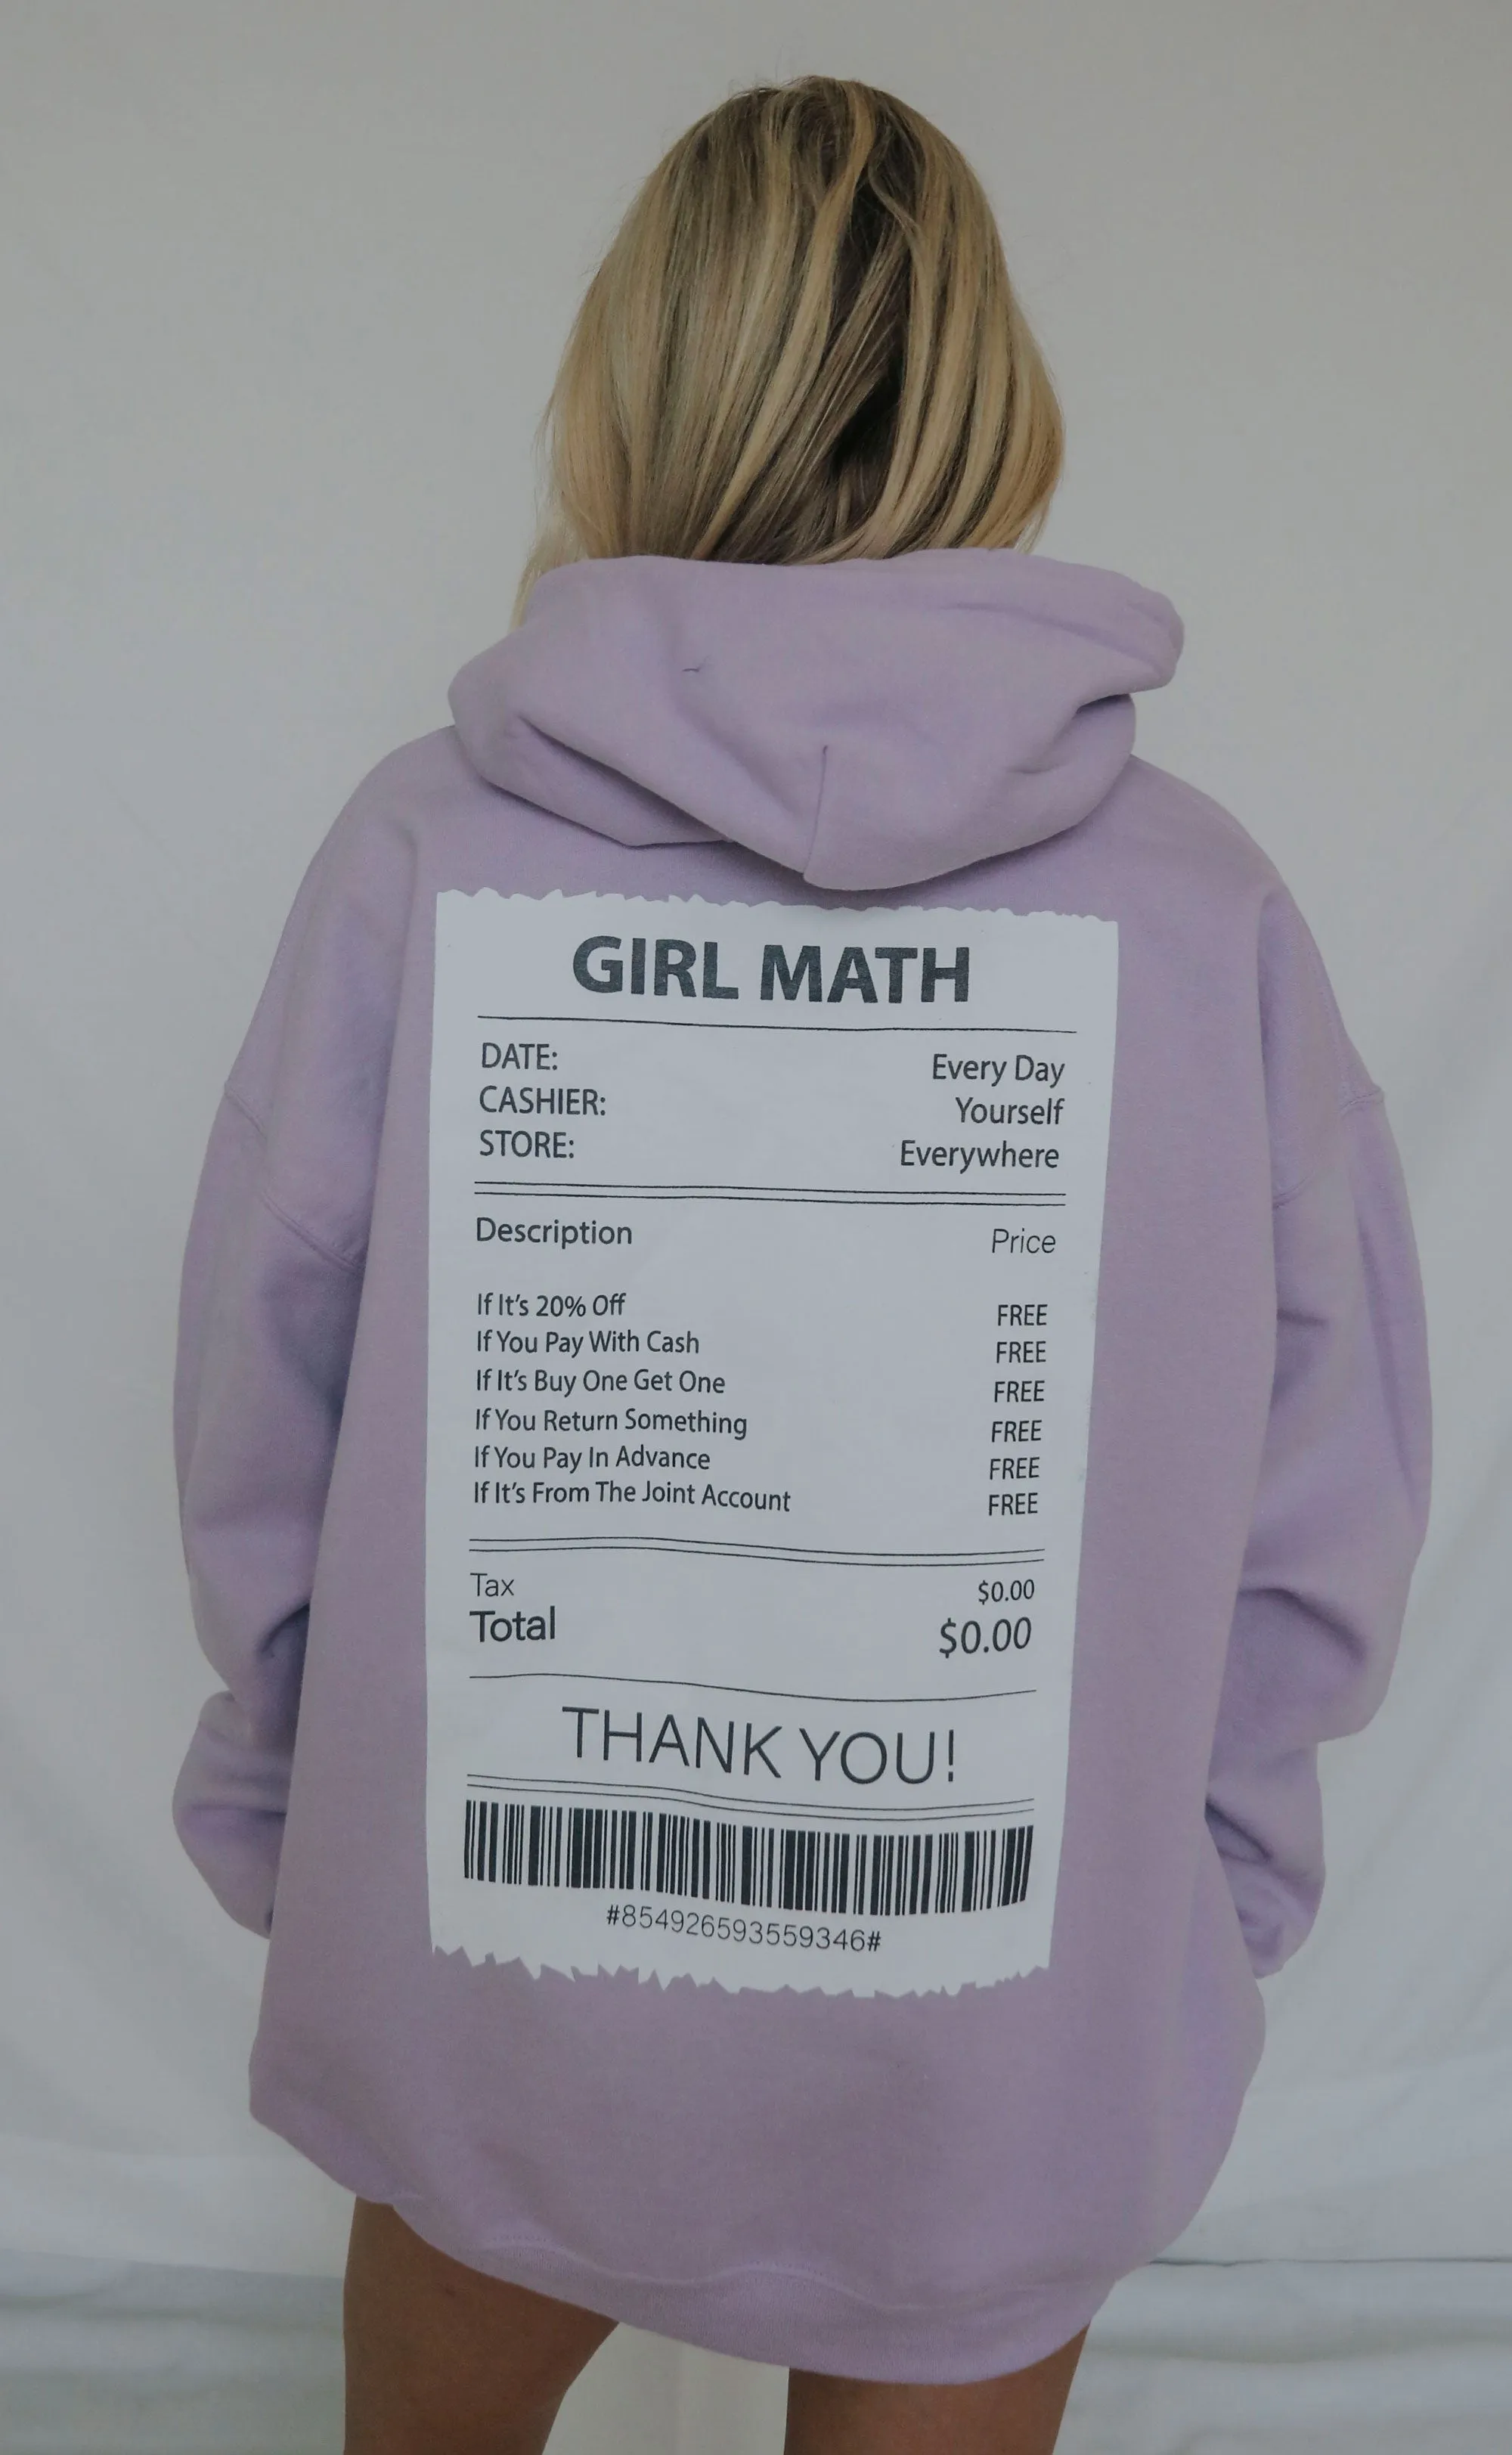 GIRL MATH
DATE: Every Day
CASHIER: Yourself
STORE: Everywhere
Description Price
If It's 20% Off FREE
If You Pay With Cash FREE
If It's Buy One Get One FREE
If You Return Something FREE
If You Pay In Advance FREE
If It's From The Joint Account FREE
Tax $0.00
Total $0.00
THANK YOU!
#854926593559346#